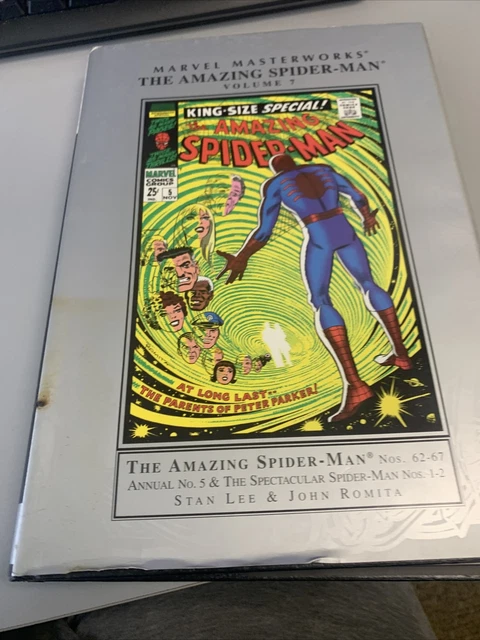 MARVEL MASTERWORKS®
THE AMAZING SPIDER-MAN®
VOLUME 7
KING-SIZE SPECIAL!
THE AMAZING
SPIDER-MAN
MARVEL
COMICS
GROUP
25¢
IND.
5
NOV
AT LONG LAST--
THE PARENTS OF PETER PARKER!
THE AMAZING SPIDER-MAN® NOS. 62-67
ANNUAL NO. 5 & THE SPECTACULAR SPIDER-MAN NOS. 1-2
STAN LEE & JOHN ROMITA